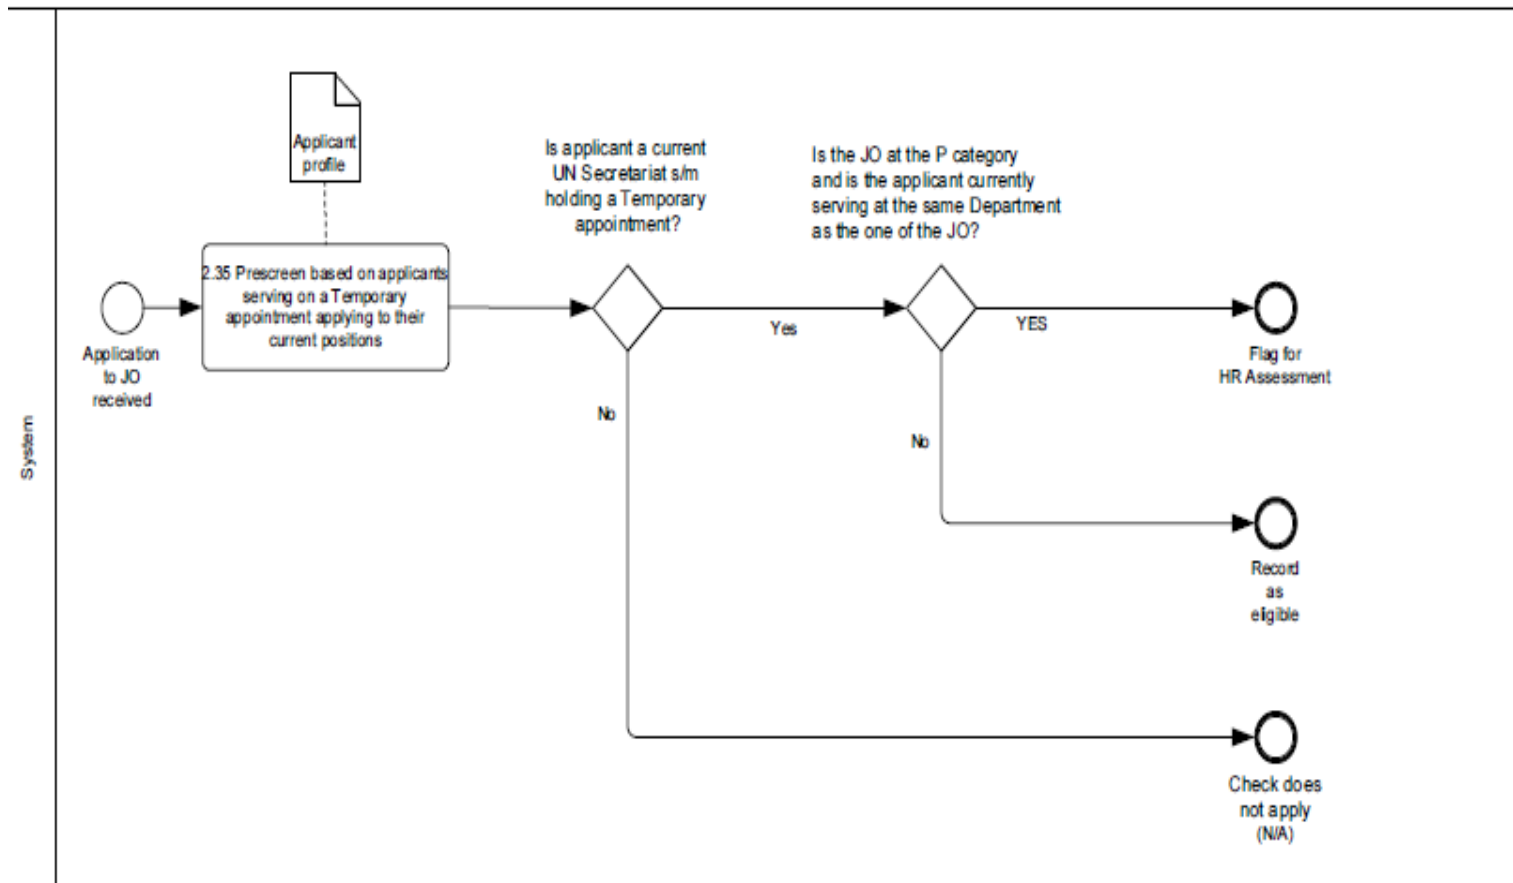 Applicant
profile
Is applicant a current
UN Secretariat s/m
holding a Temporary
appointment?
Is the JO at the P category
and is the applicant currently
serving at the same Department
as the one of the JO?
2.35 Prescreen based on applicants
serving on a Temporary
appointment applying to their
current positions
Application
to JO
received
Yes
YES
Flag for
HR Assessment
No
No
System
Record
as
eligible
Check does
not apply
(N/A)